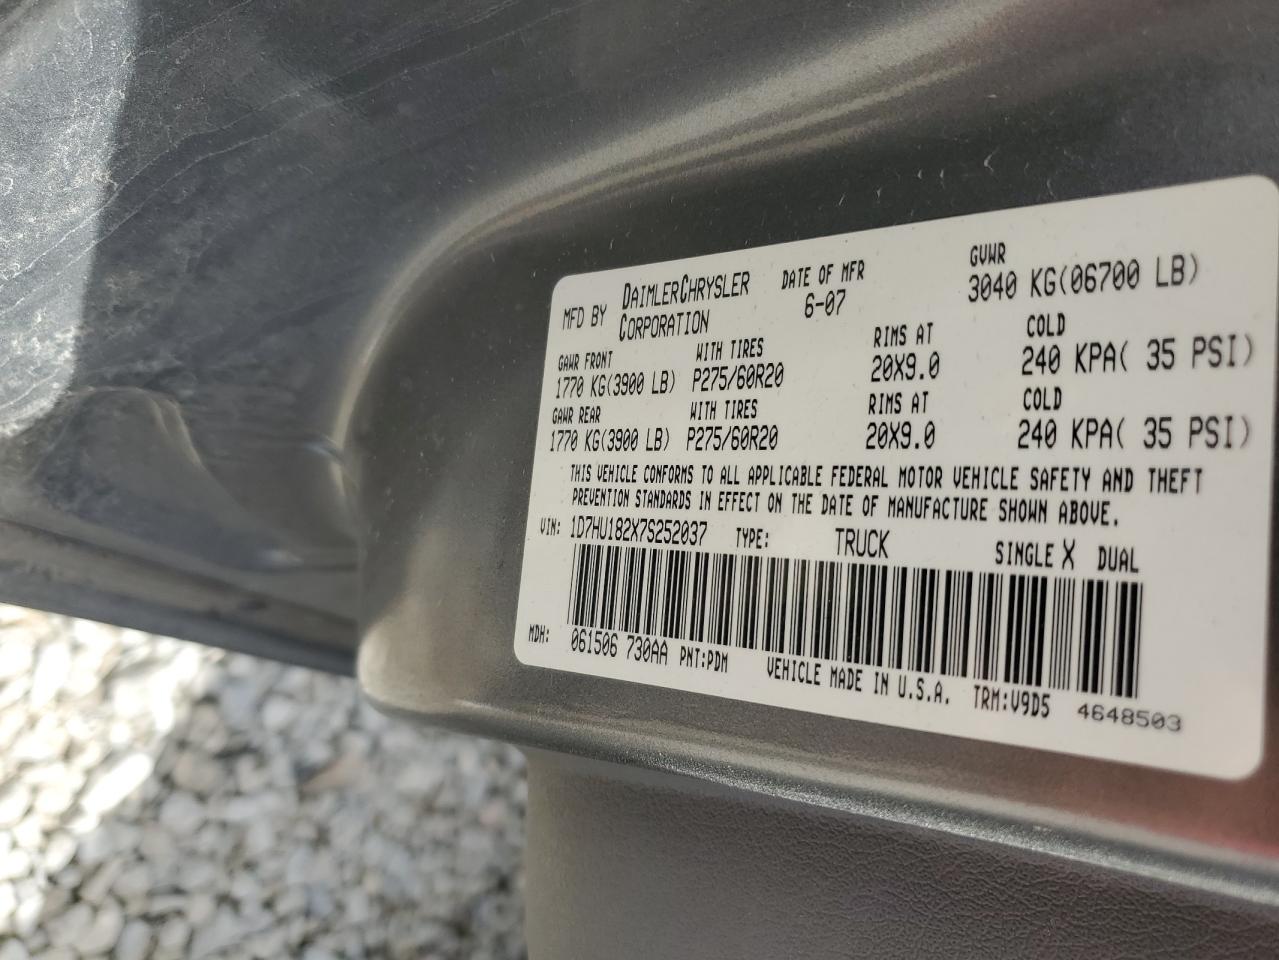 MFD BY DAIMLERCHRYSLER CORPORATION DATE OF MFR 6-07 GVWR 3040 KG(06700 LB)
GAWR FRONT WITH TIRES RIMS AT COLD
1770 KG(3900 LB) P275/60R20 20X9.0 240 KPA( 35 PSI)
GAWR REAR WITH TIRES RIMS AT COLD
1770 KG(3900 LB) P275/60R20 20X9.0 240 KPA( 35 PSI)
THIS VEHICLE CONFORMS TO ALL APPLICABLE FEDERAL MOTOR VEHICLE SAFETY AND THEFT
PREVENTION STANDARDS IN EFFECT ON THE DATE OF MANUFACTURE SHOWN ABOVE.
VIN: 1D7HU182X7S252037 TYPE: TRUCK SINGLE X DUAL
MDH: 061506 730AA PNT:PDM VEHICLE MADE IN U.S.A. TRM:V9D5 4648503